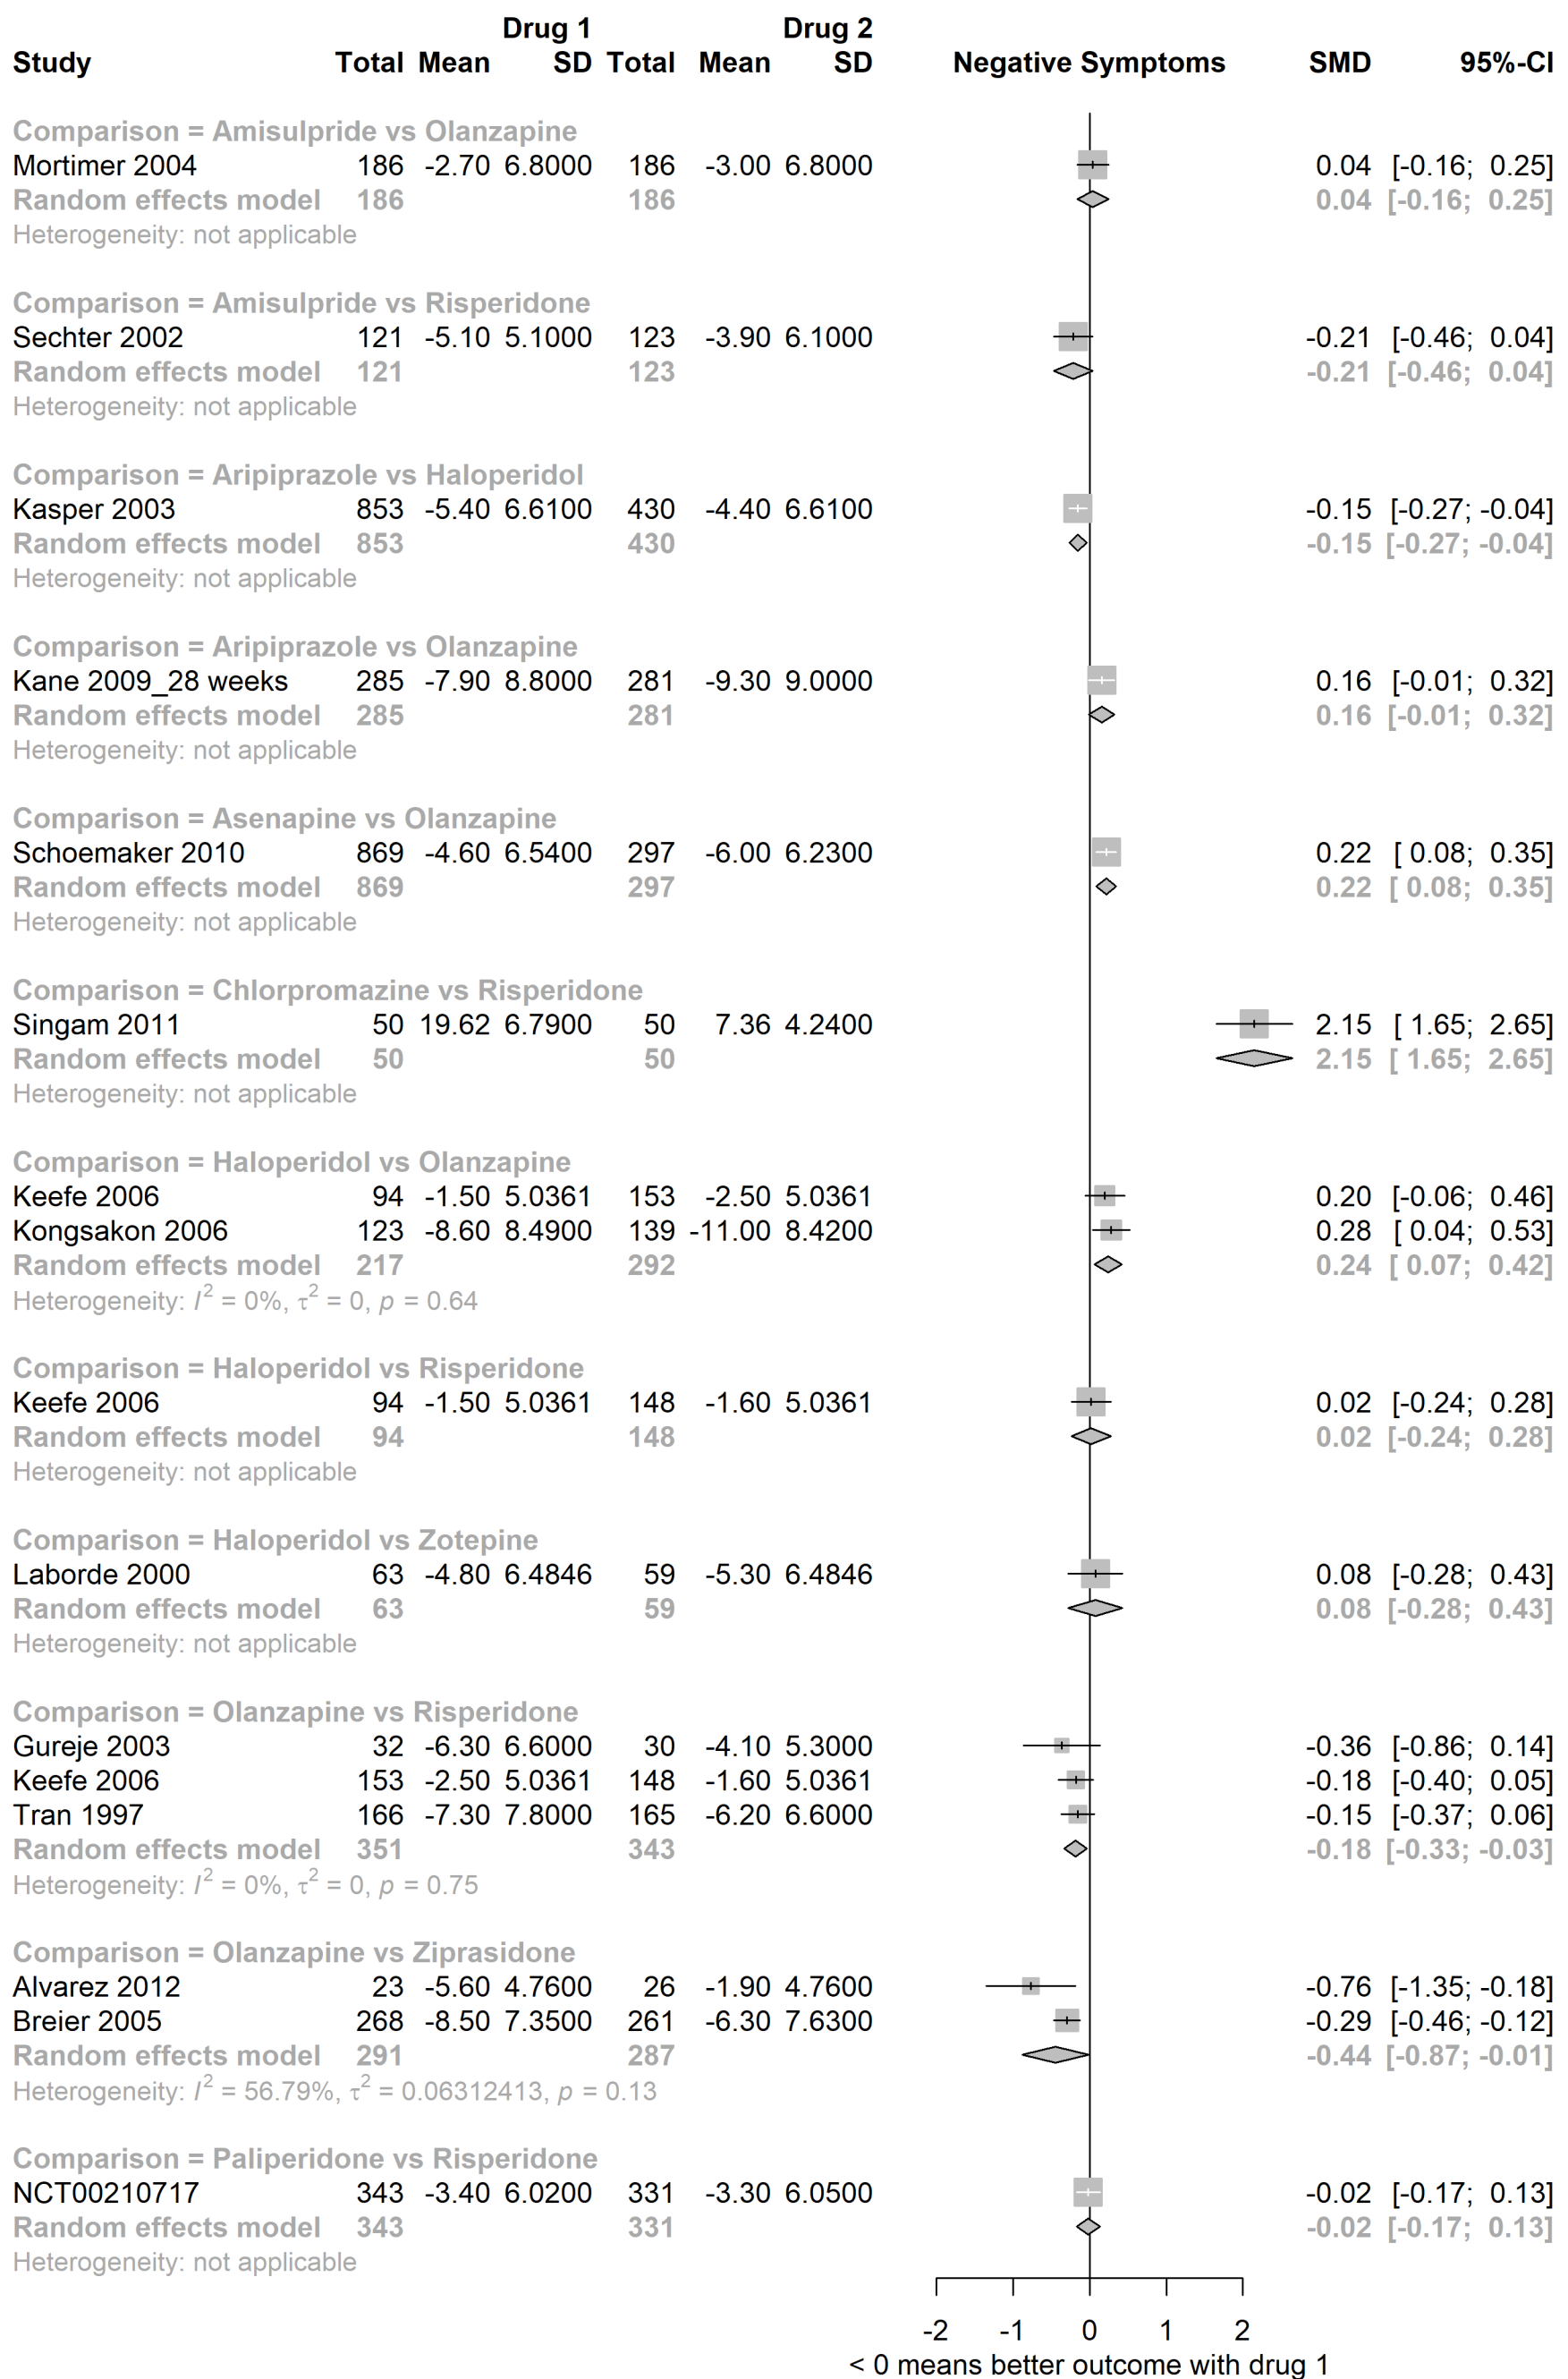 Drug 1 Drug 2
Study Total Mean SD Total Mean SD Negative Symptoms SMD 95%-CI
Comparison = Amisulpride vs Olanzapine
Mortimer 2004 186 -2.70 6.8000 186 -3.00 6.8000 0.04 [-0.16; 0.25]
Random effects model 186 186 0.04 [-0.16; 0.25]
Heterogeneity: not applicable
Comparison = Amisulpride vs Risperidone
Sechter 2002 121 -5.10 5.1000 123 -3.90 6.1000 -0.21 [-0.46; 0.04]
Random effects model 121 123 -0.21 [-0.46; 0.04]
Heterogeneity: not applicable
Comparison = Aripiprazole vs Haloperidol
Kasper 2003 853 -5.40 6.6100 430 -4.40 6.6100 -0.15 [-0.27; -0.04]
Random effects model 853 430 -0.15 [-0.27; -0.04]
Heterogeneity: not applicable
Comparison = Aripiprazole vs Olanzapine
Kane 2009_28 weeks 285 -7.90 8.8000 281 -9.30 9.0000 0.16 [-0.01; 0.32]
Random effects model 285 281 0.16 [-0.01; 0.32]
Heterogeneity: not applicable
Comparison = Asenapine vs Olanzapine
Schoemaker 2010 869 -4.60 6.5400 297 -6.00 6.2300 0.22 [ 0.08; 0.35]
Random effects model 869 297 0.22 [ 0.08; 0.35]
Heterogeneity: not applicable
Comparison = Chlorpromazine vs Risperidone
Singam 2011 50 19.62 6.7900 50 7.36 4.2400 2.15 [ 1.65; 2.65]
Random effects model 50 50 2.15 [ 1.65; 2.65]
Heterogeneity: not applicable
Comparison = Haloperidol vs Olanzapine
Keefe 2006 94 -1.50 5.0361 153 -2.50 5.0361 0.20 [-0.06; 0.46]
Kongsakon 2006 123 -8.60 8.4900 139 -11.00 8.4200 0.28 [ 0.04; 0.53]
Random effects model 217 292 0.24 [ 0.07; 0.42]
Heterogeneity: I² = 0%, τ² = 0, p = 0.64
Comparison = Haloperidol vs Risperidone
Keefe 2006 94 -1.50 5.0361 148 -1.60 5.0361 0.02 [-0.24; 0.28]
Random effects model 94 148 0.02 [-0.24; 0.28]
Heterogeneity: not applicable
Comparison = Haloperidol vs Zotepine
Laborde 2000 63 -4.80 6.4846 59 -5.30 6.4846 0.08 [-0.28; 0.43]
Random effects model 63 59 0.08 [-0.28; 0.43]
Heterogeneity: not applicable
Comparison = Olanzapine vs Risperidone
Gureje 2003 32 -6.30 6.6000 30 -4.10 5.3000 -0.36 [-0.86; 0.14]
Keefe 2006 153 -2.50 5.0361 148 -1.60 5.0361 -0.18 [-0.40; 0.05]
Tran 1997 166 -7.30 7.8000 165 -6.20 6.6000 -0.15 [-0.37; 0.06]
Random effects model 351 343 -0.18 [-0.33; -0.03]
Heterogeneity: I² = 0%, τ² = 0, p = 0.75
Comparison = Olanzapine vs Ziprasidone
Alvarez 2012 23 -5.60 4.7600 26 -1.90 4.7600 -0.76 [-1.35; -0.18]
Breier 2005 268 -8.50 7.3500 261 -6.30 7.6300 -0.29 [-0.46; -0.12]
Random effects model 291 287 -0.44 [-0.87; -0.01]
Heterogeneity: I² = 56.79%, τ² = 0.06312413, p = 0.13
Comparison = Paliperidone vs Risperidone
NCT00210717 343 -3.40 6.0200 331 -3.30 6.0500 -0.02 [-0.17; 0.13]
Random effects model 343 331 -0.02 [-0.17; 0.13]
Heterogeneity: not applicable
-2 -1 0 1 2
< 0 means better outcome with drug 1